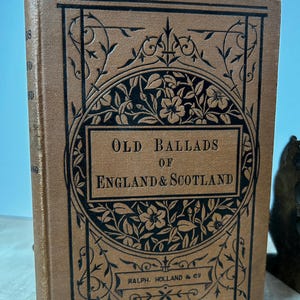 OLD BALLADS
OF
ENGLAND & SCOTLAND
RALPH. HOLLAND & Co